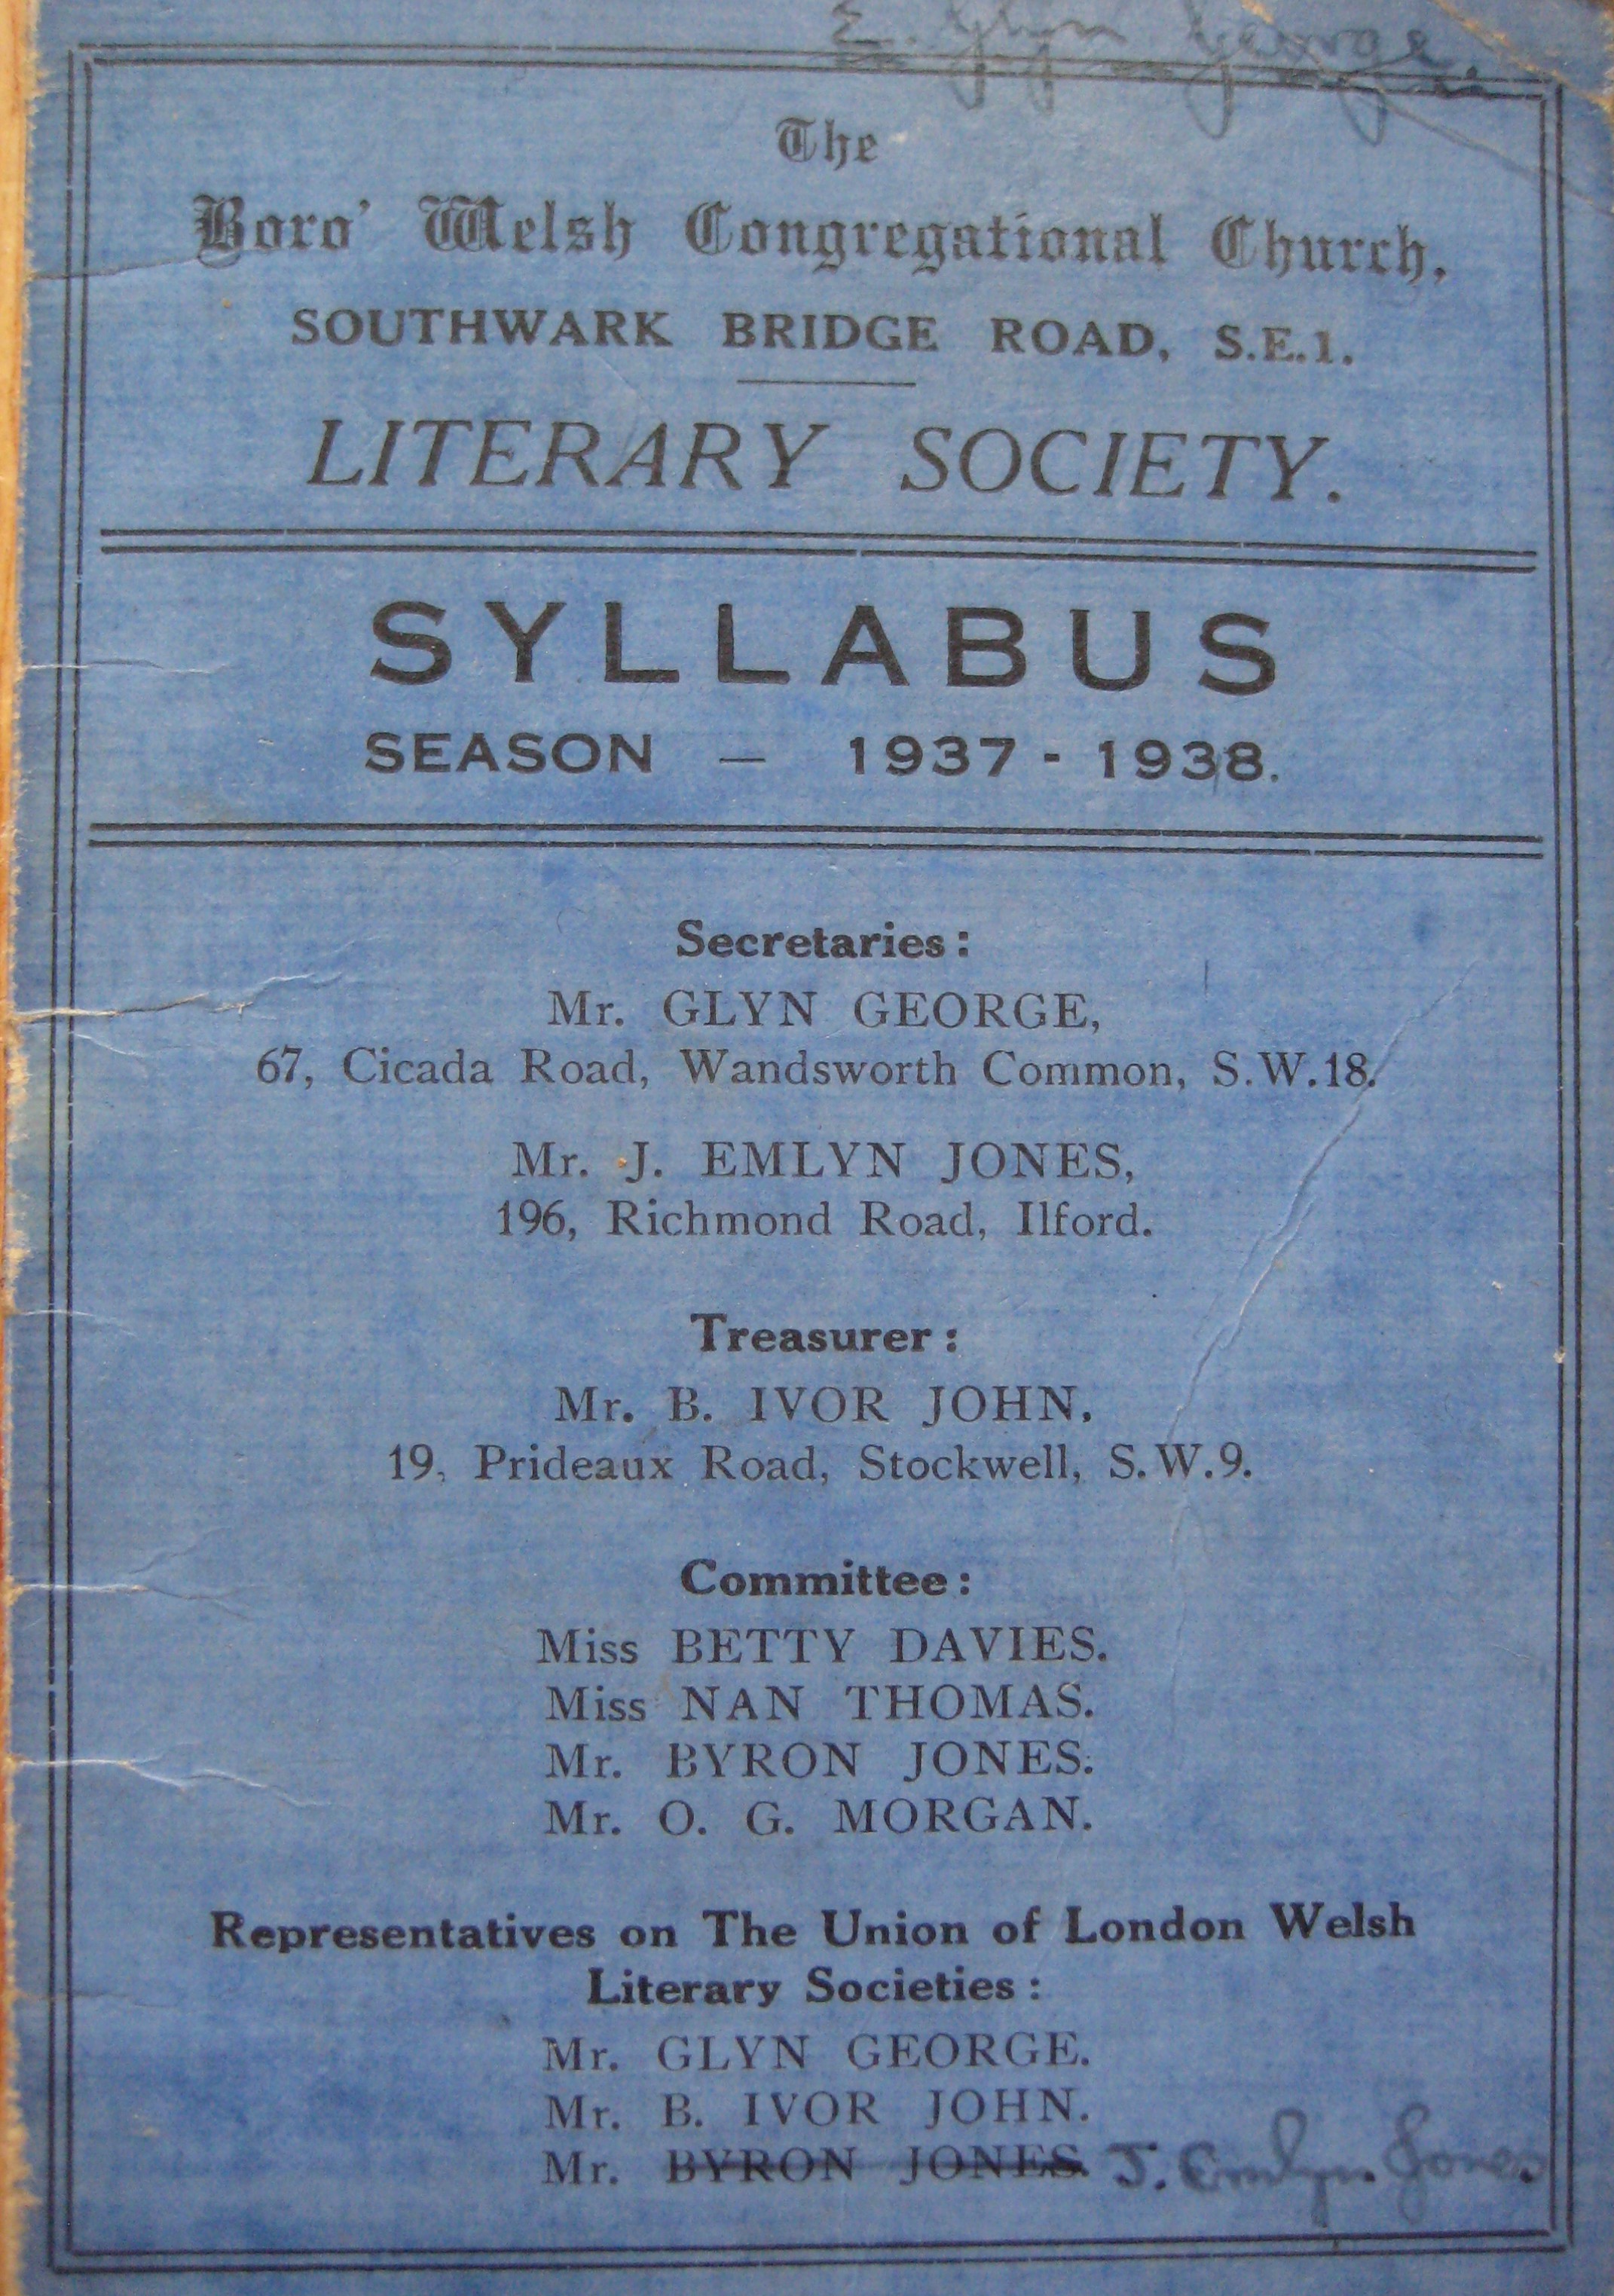 E. Glyn George.
The
Boro' Welsh Congregational Church,
SOUTHWARK BRIDGE ROAD, S.E.1.
LITERARY SOCIETY.
SYLLABUS
SEASON — 1937 - 1938.
Secretaries:
Mr. GLYN GEORGE,
67, Cicada Road, Wandsworth Common, S.W.18.
Mr. J. EMLYN JONES,
196, Richmond Road, Ilford.
Treasurer:
Mr. B. IVOR JOHN,
19, Prideaux Road, Stockwell, S.W.9.
Committee:
Miss BETTY DAVIES.
Miss NAN THOMAS.
Mr. BYRON JONES.
Mr. O. G. MORGAN.
Representatives on The Union of London Welsh
Literary Societies:
Mr. GLYN GEORGE.
Mr. B. IVOR JOHN.
Mr. BYRON JONES. J. Emlyn Jones